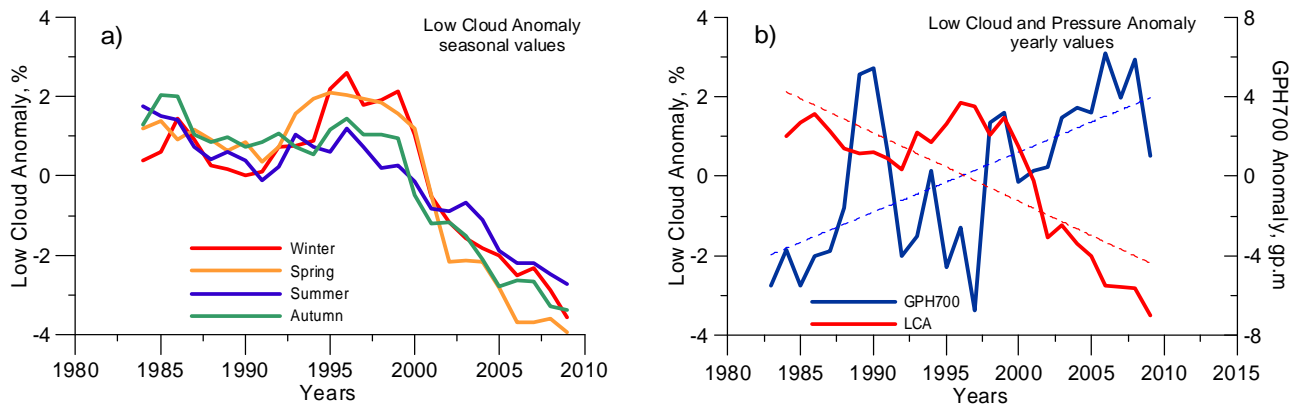 a)
Low Cloud Anomaly
seasonal values
Low Cloud Anomaly, %
4
2
0
-2
-4
Winter
Spring
Summer
Autumn
1980 1985 1990 1995 2000 2005 2010
Years
b)
Low Cloud and Pressure Anomaly
yearly values
Low Cloud Anomaly, %
4
2
0
-2
-4
GPH700 Anomaly, gp.m
8
4
0
-4
-8
GPH700
LCA
1980 1985 1990 1995 2000 2005 2010 2015
Years